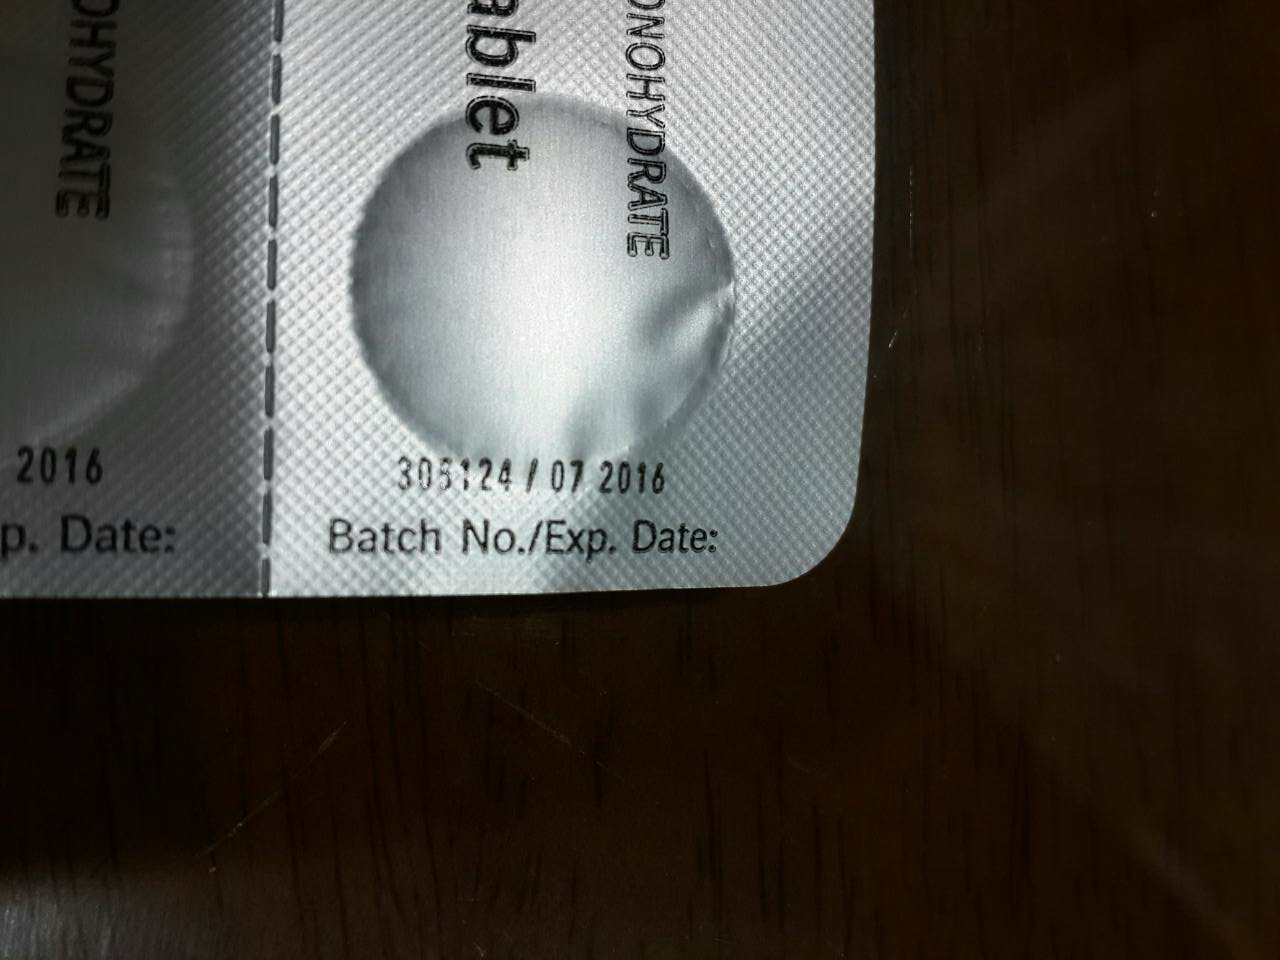 OHYDRATE
ablet
ONOHYDRATE
2016
p. Date:
305124 / 07 2016
Batch No./Exp. Date: